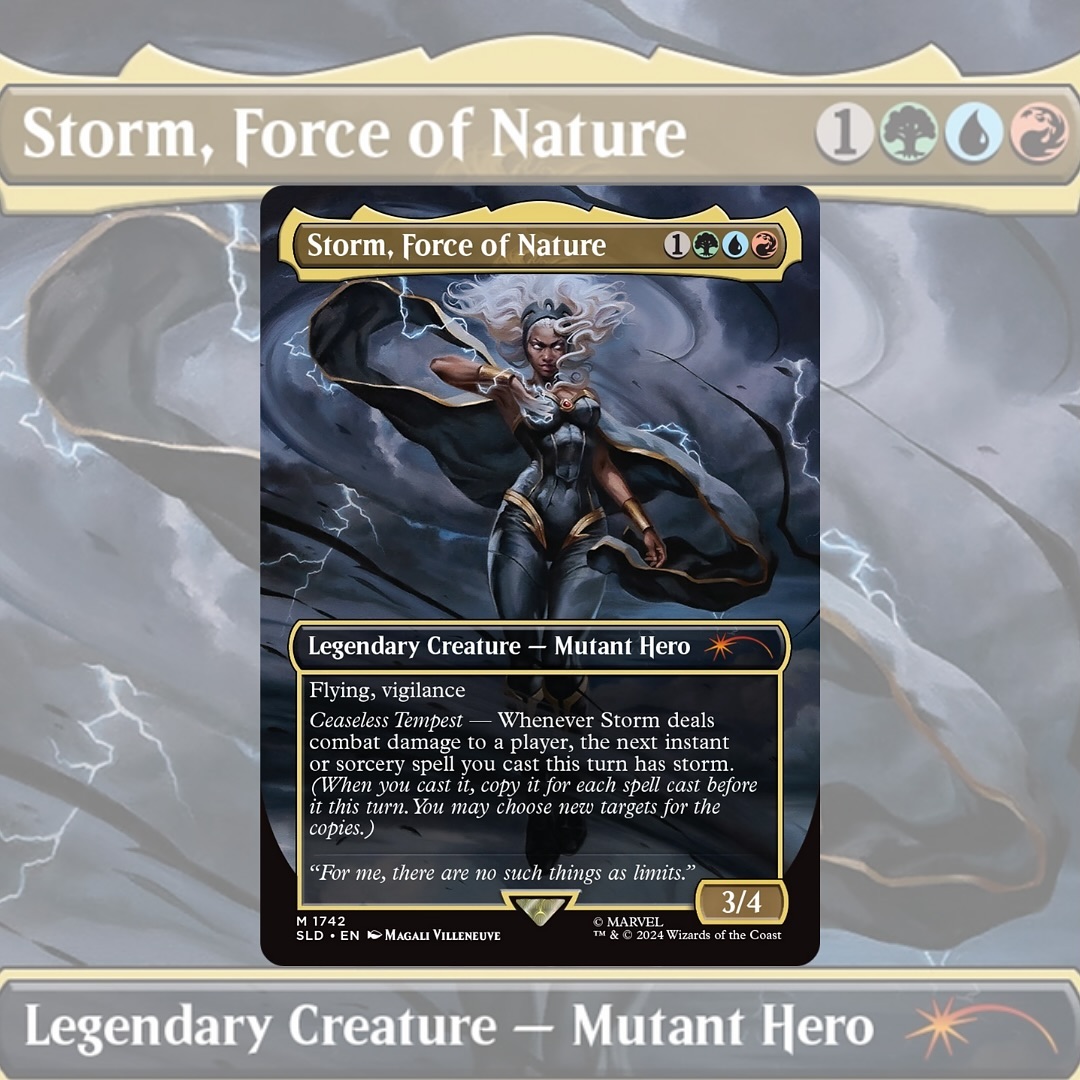 Storm, Force of Nature 1
Storm, Force of Nature 1
Legendary Creature — Mutant Hero
Flying, vigilance
Ceaseless Tempest — Whenever Storm deals
combat damage to a player, the next instant
or sorcery spell you cast this turn has storm.
(When you cast it, copy it for each spell cast before
it this turn. You may choose new targets for the
copies.)
“For me, there are no such things as limits.”
3/4
M 1742
SLD • EN MAGALI VILLENEUVE
© MARVEL
™ & © 2024 Wizards of the Coast
Legendary Creature — Mutant Hero